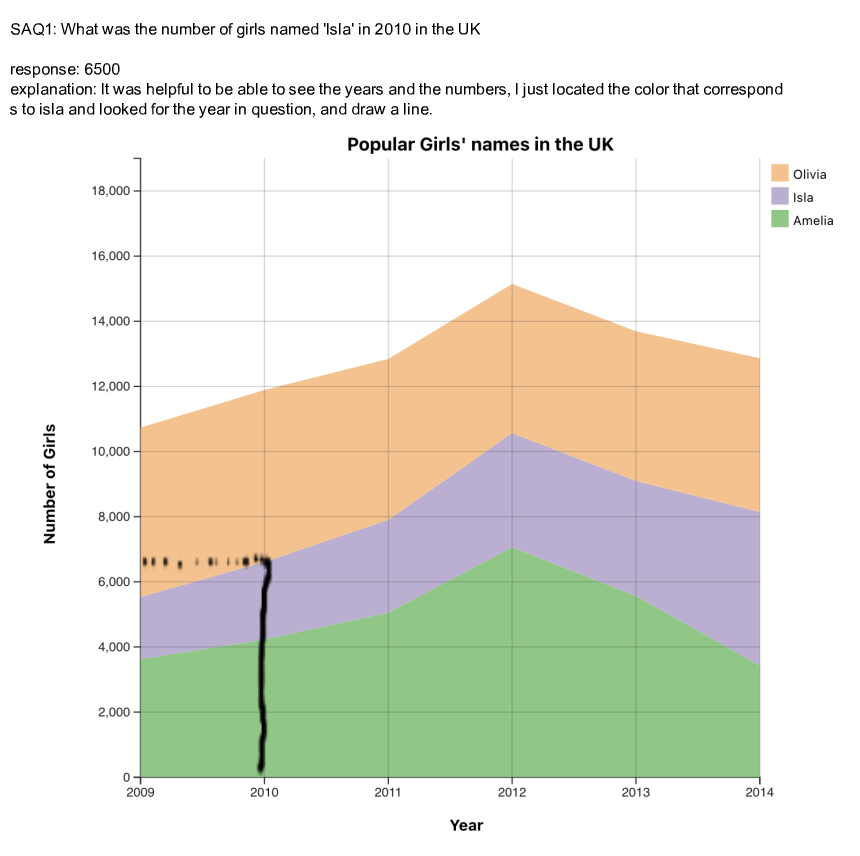 SAQ1: What was the number of girls named 'Isla' in 2010 in the UK
response: 6500
explanation: It was helpful to be able to see the years and the numbers, I just located the color that correspond
s to isla and looked for the year in question, and draw a line.
Popular Girls' names in the UK
Olivia
Isla
Amelia
18,000
16,000
14,000
12,000
10,000
8,000
6,000
4,000
2,000
0
Number of Girls
2009 2010 2011 2012 2013 2014
Year